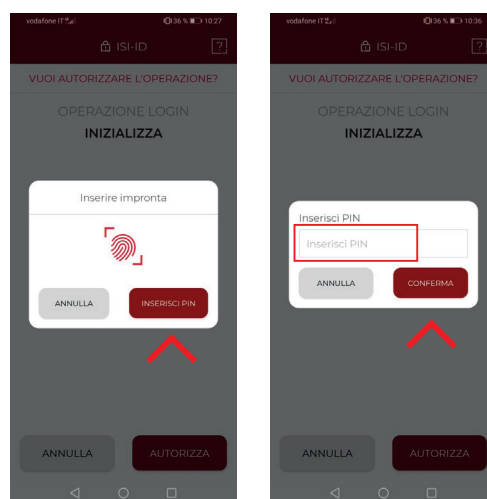 vodafone IT 36 % 10:27
ISI-ID ?
VUOI AUTORIZZARE L'OPERAZIONE?
OPERAZIONE LOGIN
INIZIALIZZA
Inserire impronta
ANNULLA INSERISCI PIN
ANNULLA AUTORIZZA
vodafone IT 36 % 10:36
ISI-ID ?
VUOI AUTORIZZARE L'OPERAZIONE?
OPERAZIONE LOGIN
INIZIALIZZA
Inserisci PIN
Inserisci PIN
ANNULLA CONFERMA
ANNULLA AUTORIZZA